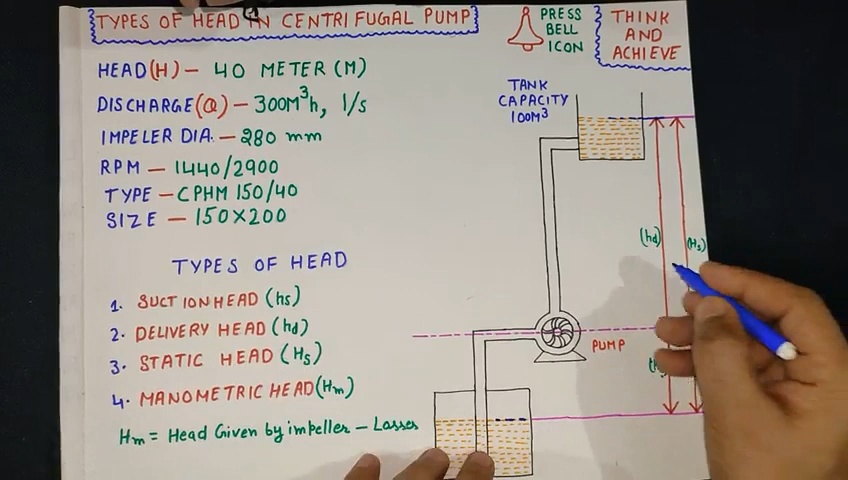 TYPES OF HEAD IN CENTRIFUGAL PUMP
PRESS
BELL
ICON
THINK
AND
ACHIEVE
HEAD(H) — 40 METER (M)
DISCHARGE(Q) — 300M³h, l/s
IMPELER DIA. — 280 mm
RPM — 1440/2900
TYPE — CPHM 150/40
SIZE — 150×200
TANK
CAPACITY
100M³
TYPES OF HEAD
1. SUCTION HEAD (hs)
2. DELIVERY HEAD (hd)
3. STATIC HEAD (Hs)
4. MANOMETRIC HEAD (Hm)
Hm = Head Given by impeller – Losses
(hd)
(Hs)
PUMP